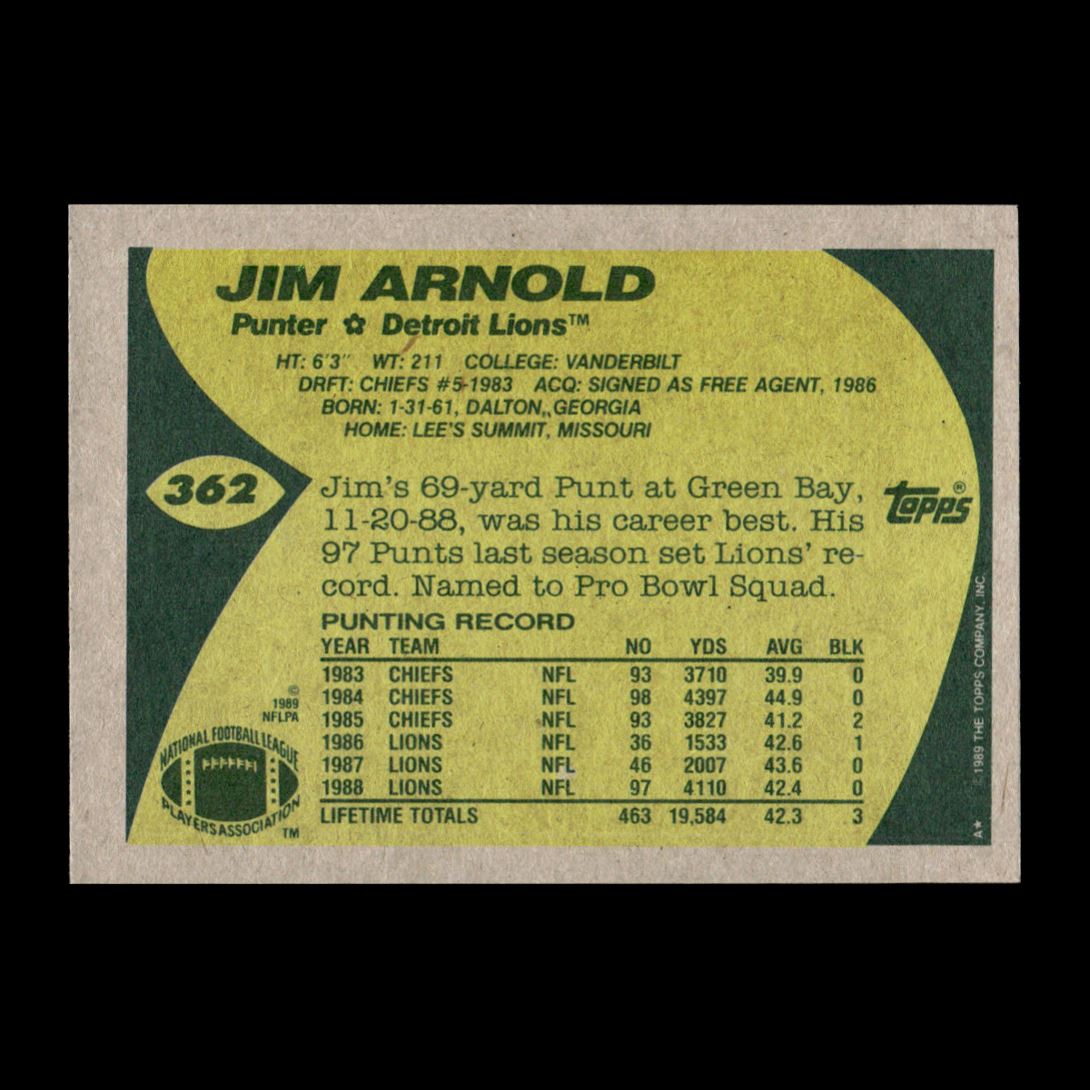 JIM ARNOLD
Punter ✿ Detroit Lions™
HT: 6'3" WT: 211 COLLEGE: VANDERBILT
DRFT: CHIEFS #5-1983 ACQ: SIGNED AS FREE AGENT, 1986
BORN: 1-31-61, DALTON, GEORGIA
HOME: LEE'S SUMMIT, MISSOURI
362
Jim's 69-yard Punt at Green Bay,
11-20-88, was his career best. His
97 Punts last season set Lions' re-
cord. Named to Pro Bowl Squad.
topps®
PUNTING RECORD
YEAR TEAM NO YDS AVG BLK
1983 CHIEFS NFL 93 3710 39.9 0
1984 CHIEFS NFL 98 4397 44.9 0
1985 CHIEFS NFL 93 3827 41.2 2
1986 LIONS NFL 36 1533 42.6 1
1987 LIONS NFL 46 2007 43.6 0
1988 LIONS NFL 97 4110 42.4 0
LIFETIME TOTALS 463 19,584 42.3 3
©
1989
NFLPA
NATIONAL FOOTBALL LEAGUE
PLAYERS ASSOCIATION
TM
© 1989 THE TOPPS COMPANY, INC.
A★